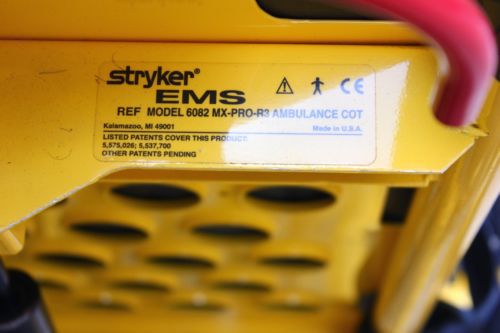 stryker®
EMS
CE
REF MODEL 6082 MX-PRO-R3 AMBULANCE COT
Kalamazoo, MI 49001 Made in U.S.A.
LISTED PATENTS COVER THIS PRODUCT:
5,575,026; 5,537,700
OTHER PATENTS PENDING